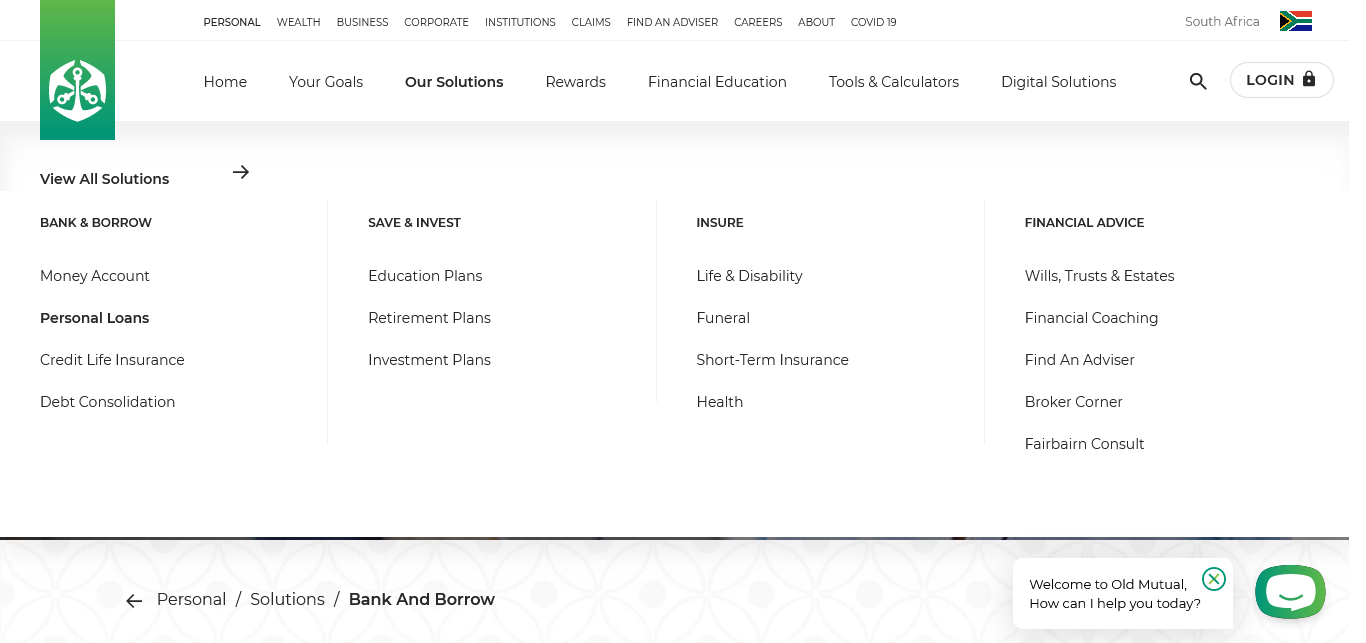 PERSONAL WEALTH BUSINESS CORPORATE INSTITUTIONS CLAIMS FIND AN ADVISER CAREERS ABOUT COVID 19 South Africa
Home Your Goals Our Solutions Rewards Financial Education Tools & Calculators Digital Solutions LOGIN
View All Solutions
BANK & BORROW
Money Account
Personal Loans
Credit Life Insurance
Debt Consolidation
SAVE & INVEST
Education Plans
Retirement Plans
Investment Plans
INSURE
Life & Disability
Funeral
Short-Term Insurance
Health
FINANCIAL ADVICE
Wills, Trusts & Estates
Financial Coaching
Find An Adviser
Broker Corner
Fairbairn Consult
Personal / Solutions / Bank And Borrow
Welcome to Old Mutual,
How can I help you today?